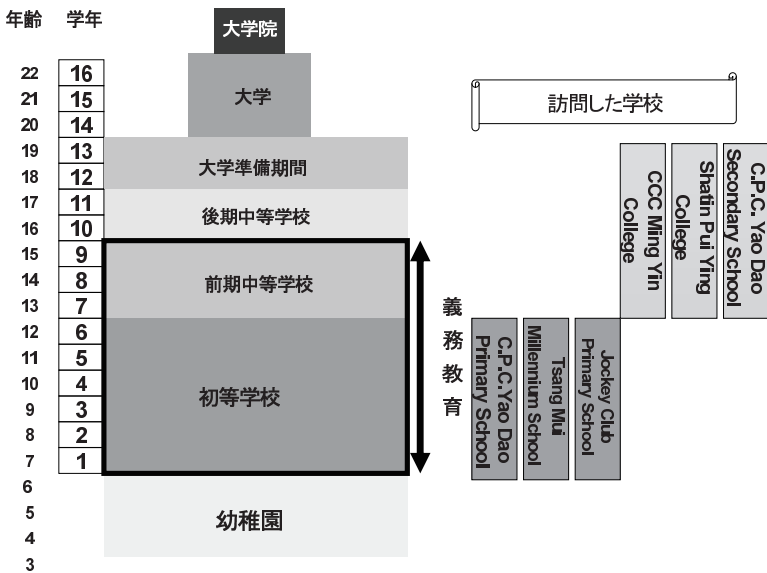 年齢 学年
大学院
22 16
21 15
大学
20 14
19 13
大学準備期間
18 12
17 11
後期中等学校
16 10
15 9
14 8
前期中等学校
13 7
12 6
11 5
10 4
初等学校
9 3
8 2
7 1
6
5
幼稚園
4
3
義務教育
訪問した学校
CCC Ming Yin
College
Shatin Pui Ying
College
C.P.C. Yao Dao
Secondary School
C.P.C.Yao Dao
Primary School
Tsang Mui
Millennium School
Jockey Club
Primary School